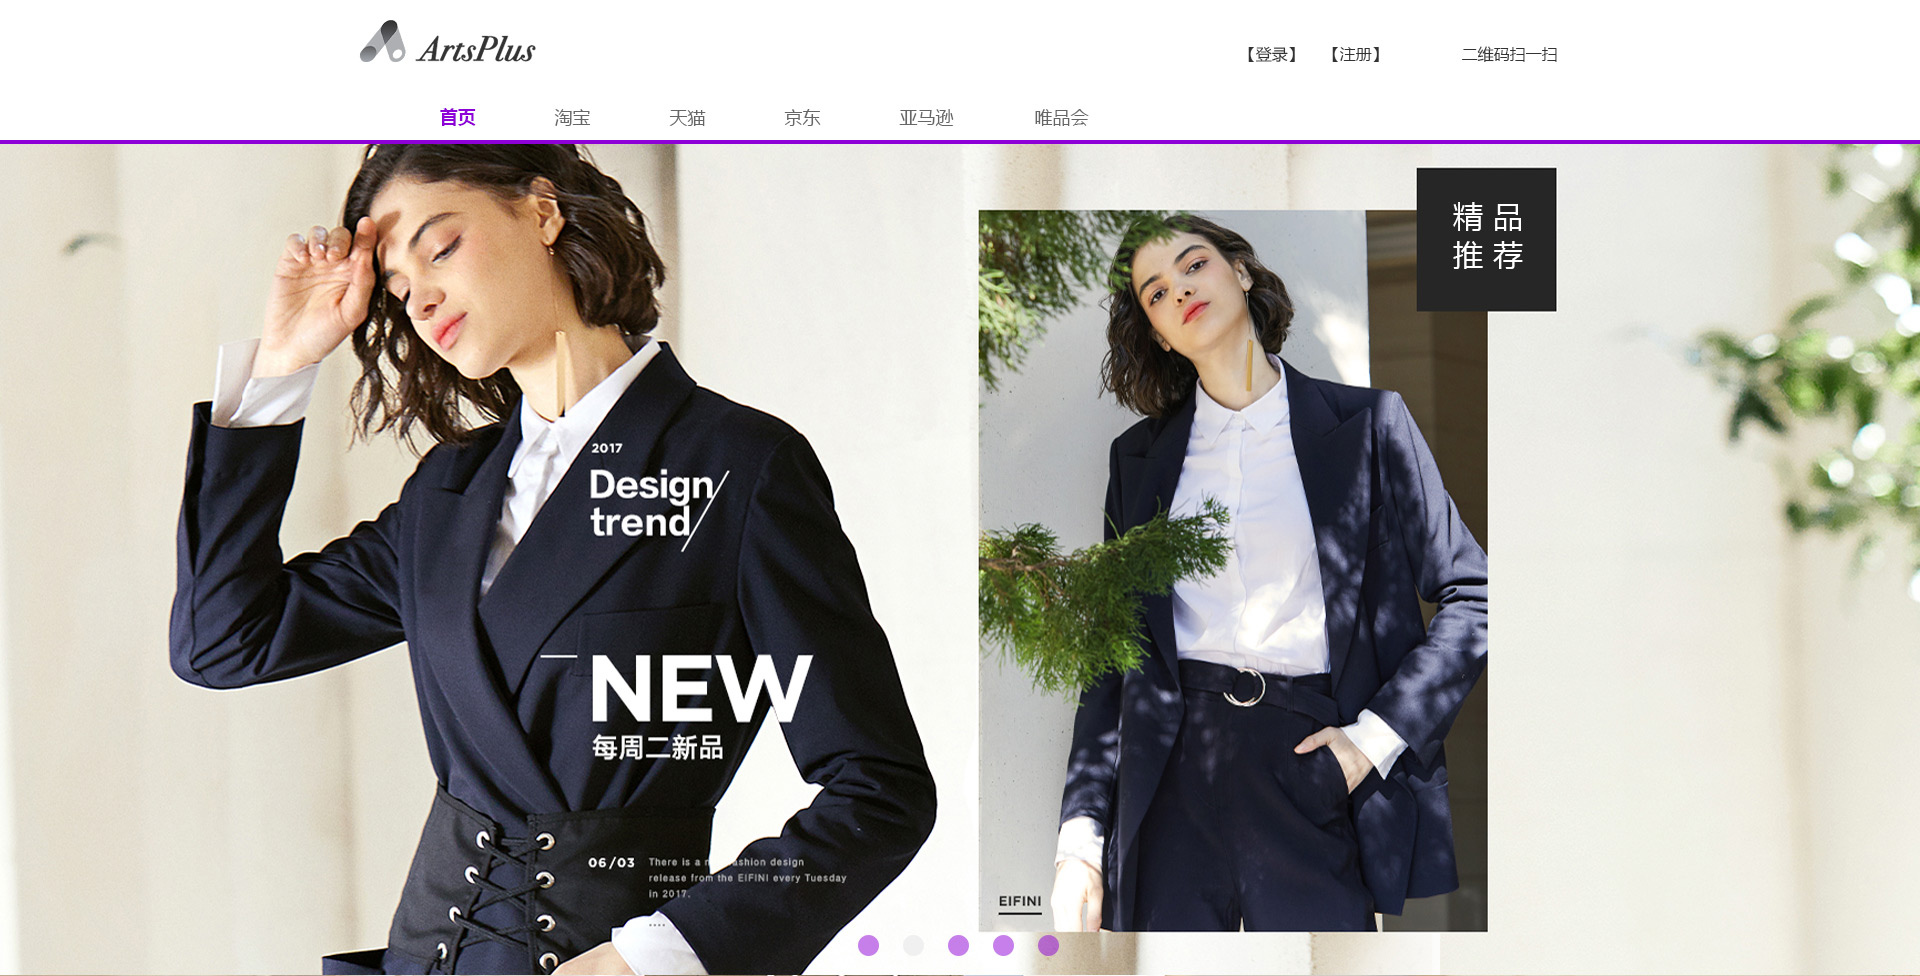 ArtsPlus
【登录】 【注册】 二维码扫一扫
首页 淘宝 天猫 京东 亚马逊 唯品会
精品
推荐
2017
Design
trend
NEW
每周二新品
06/03
There is a n fashion design
release from the EIFINI every Tuesday
in 2017.
EIFINI